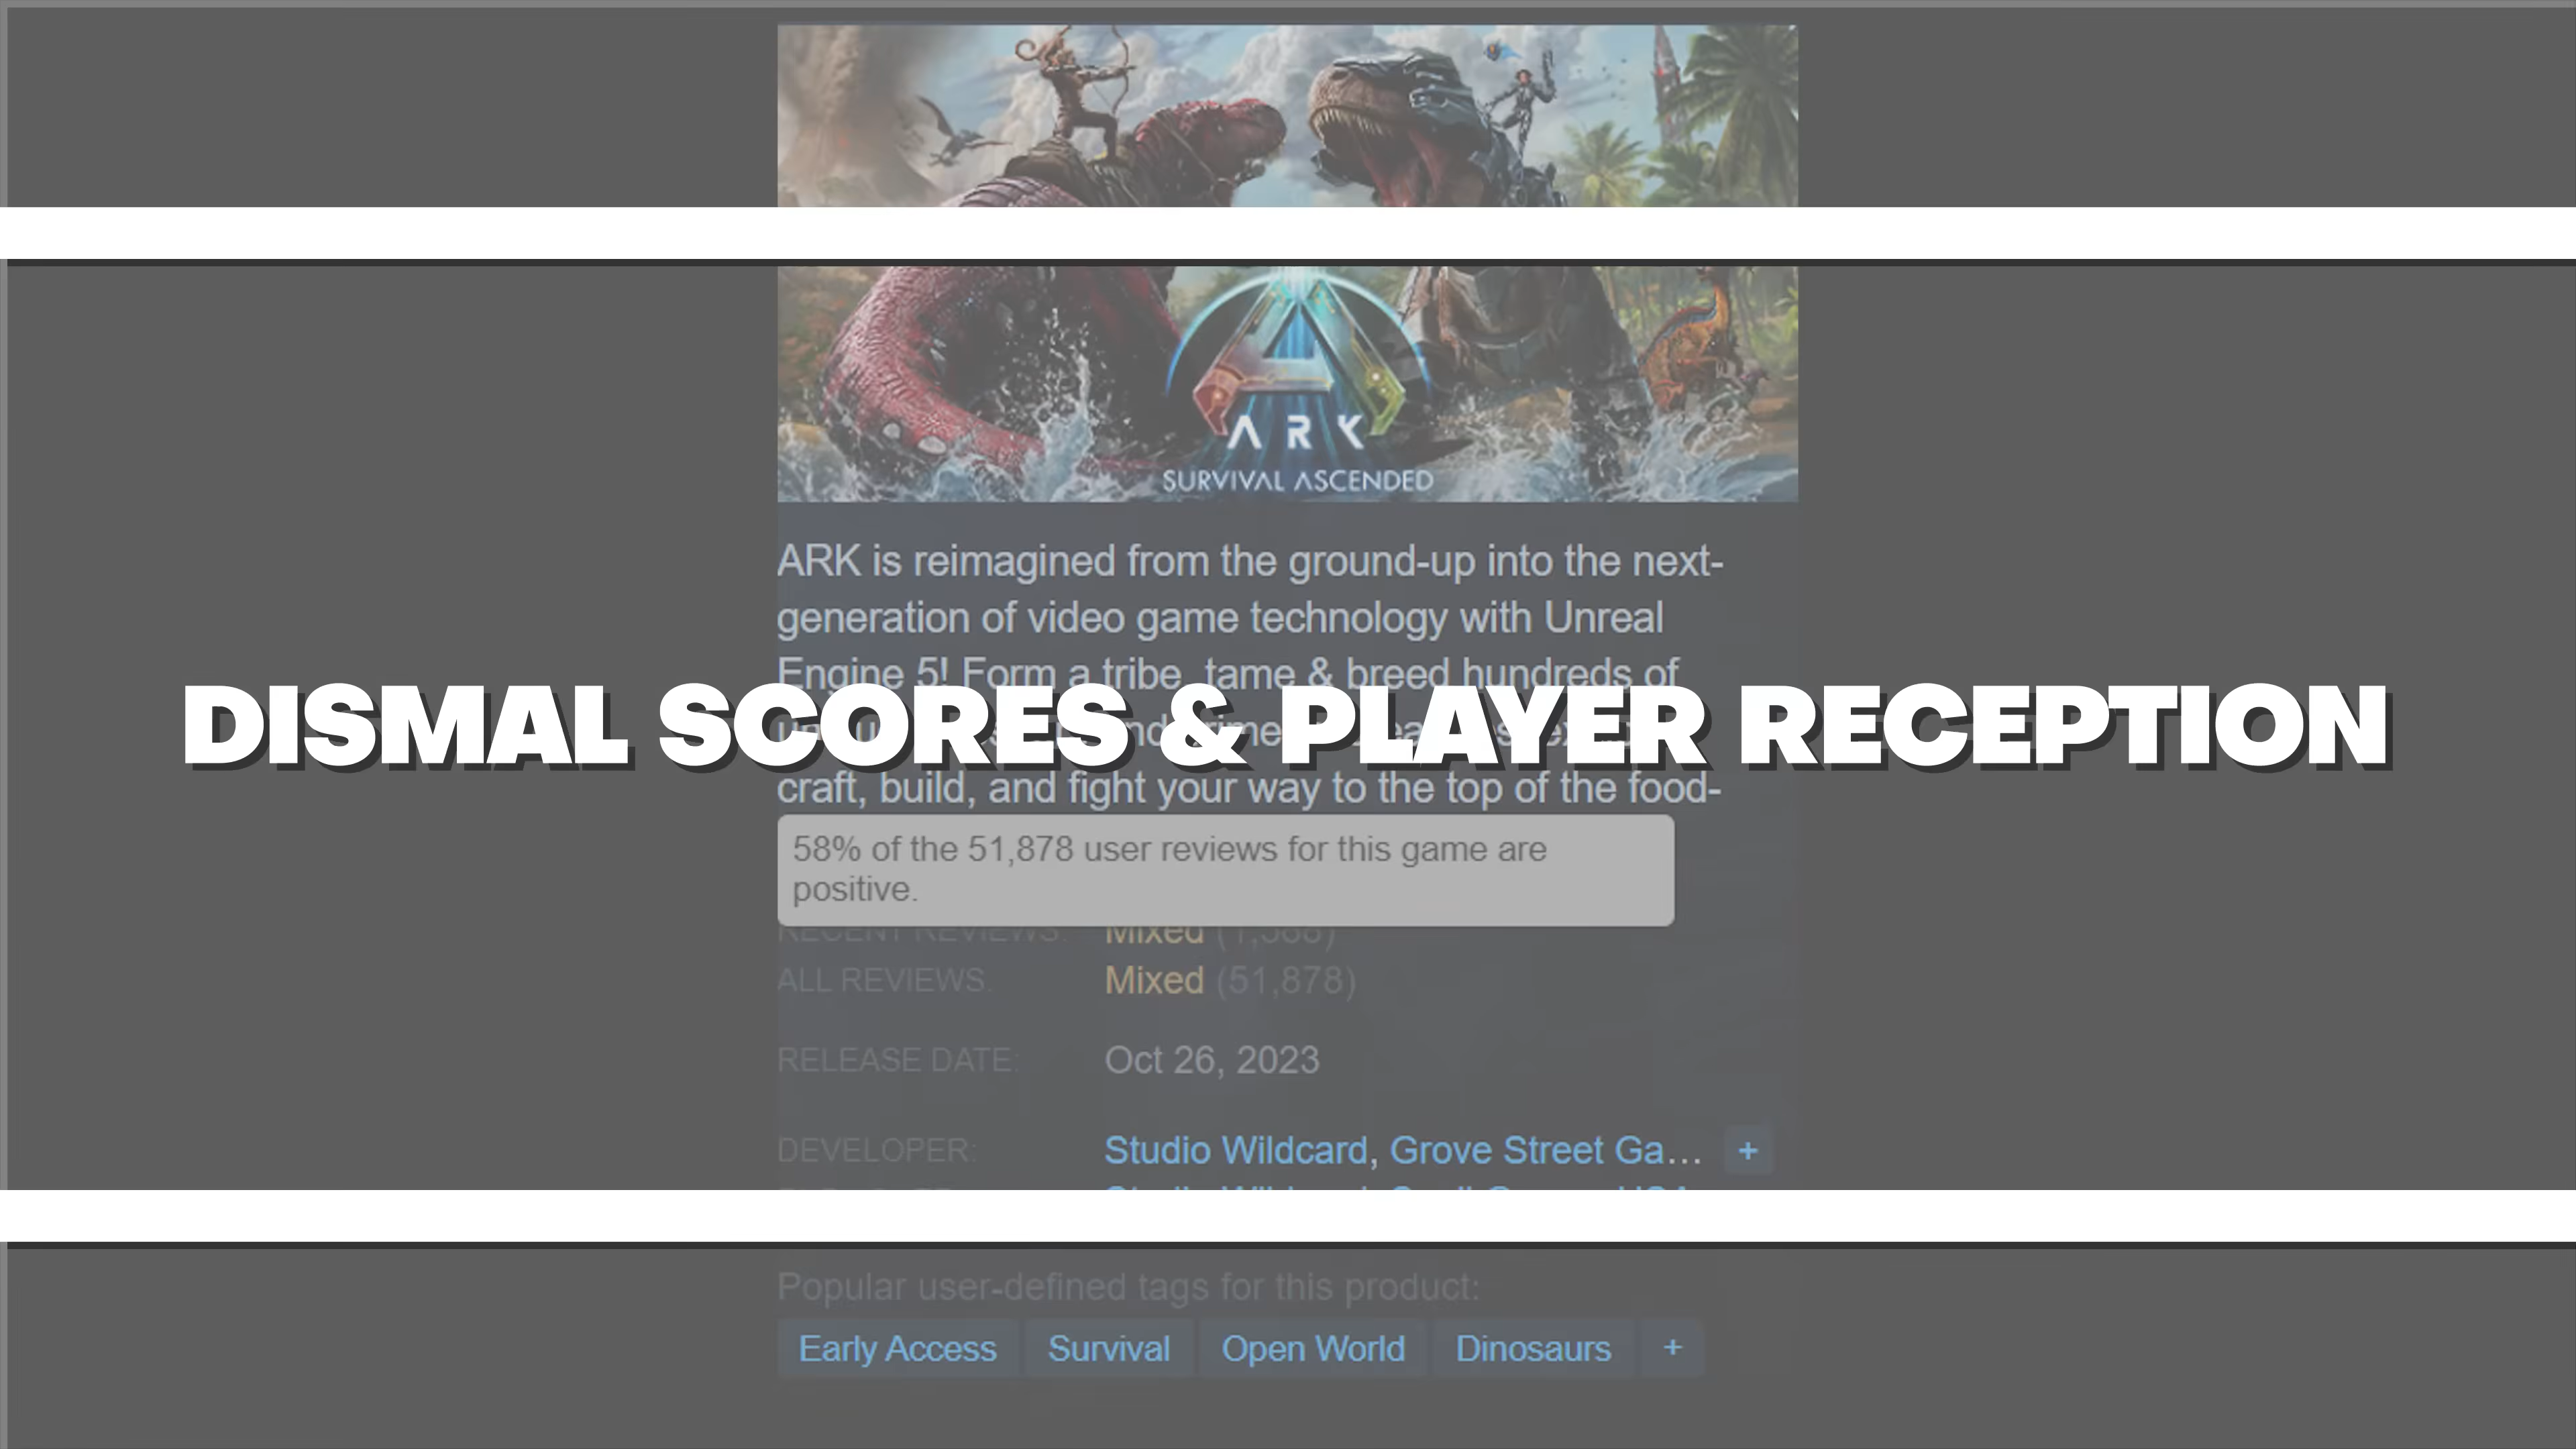 ARK
SURVIVAL ASCENDED
ARK is reimagined from the ground-up into the next-
generation of video game technology with Unreal
Engine 5! Form a tribe, tame & breed hundreds of
DISMAL SCORES & PLAYER RECEPTION
craft, build, and fight your way to the top of the food-
58% of the 51,878 user reviews for this game are
positive.
RECENT REVIEWS: Mixed
ALL REVIEWS: Mixed (51,878)
RELEASE DATE: Oct 26, 2023
DEVELOPER: Studio Wildcard, Grove Street Ga... +
Popular user-defined tags for this product:
Early Access Survival Open World Dinosaurs +